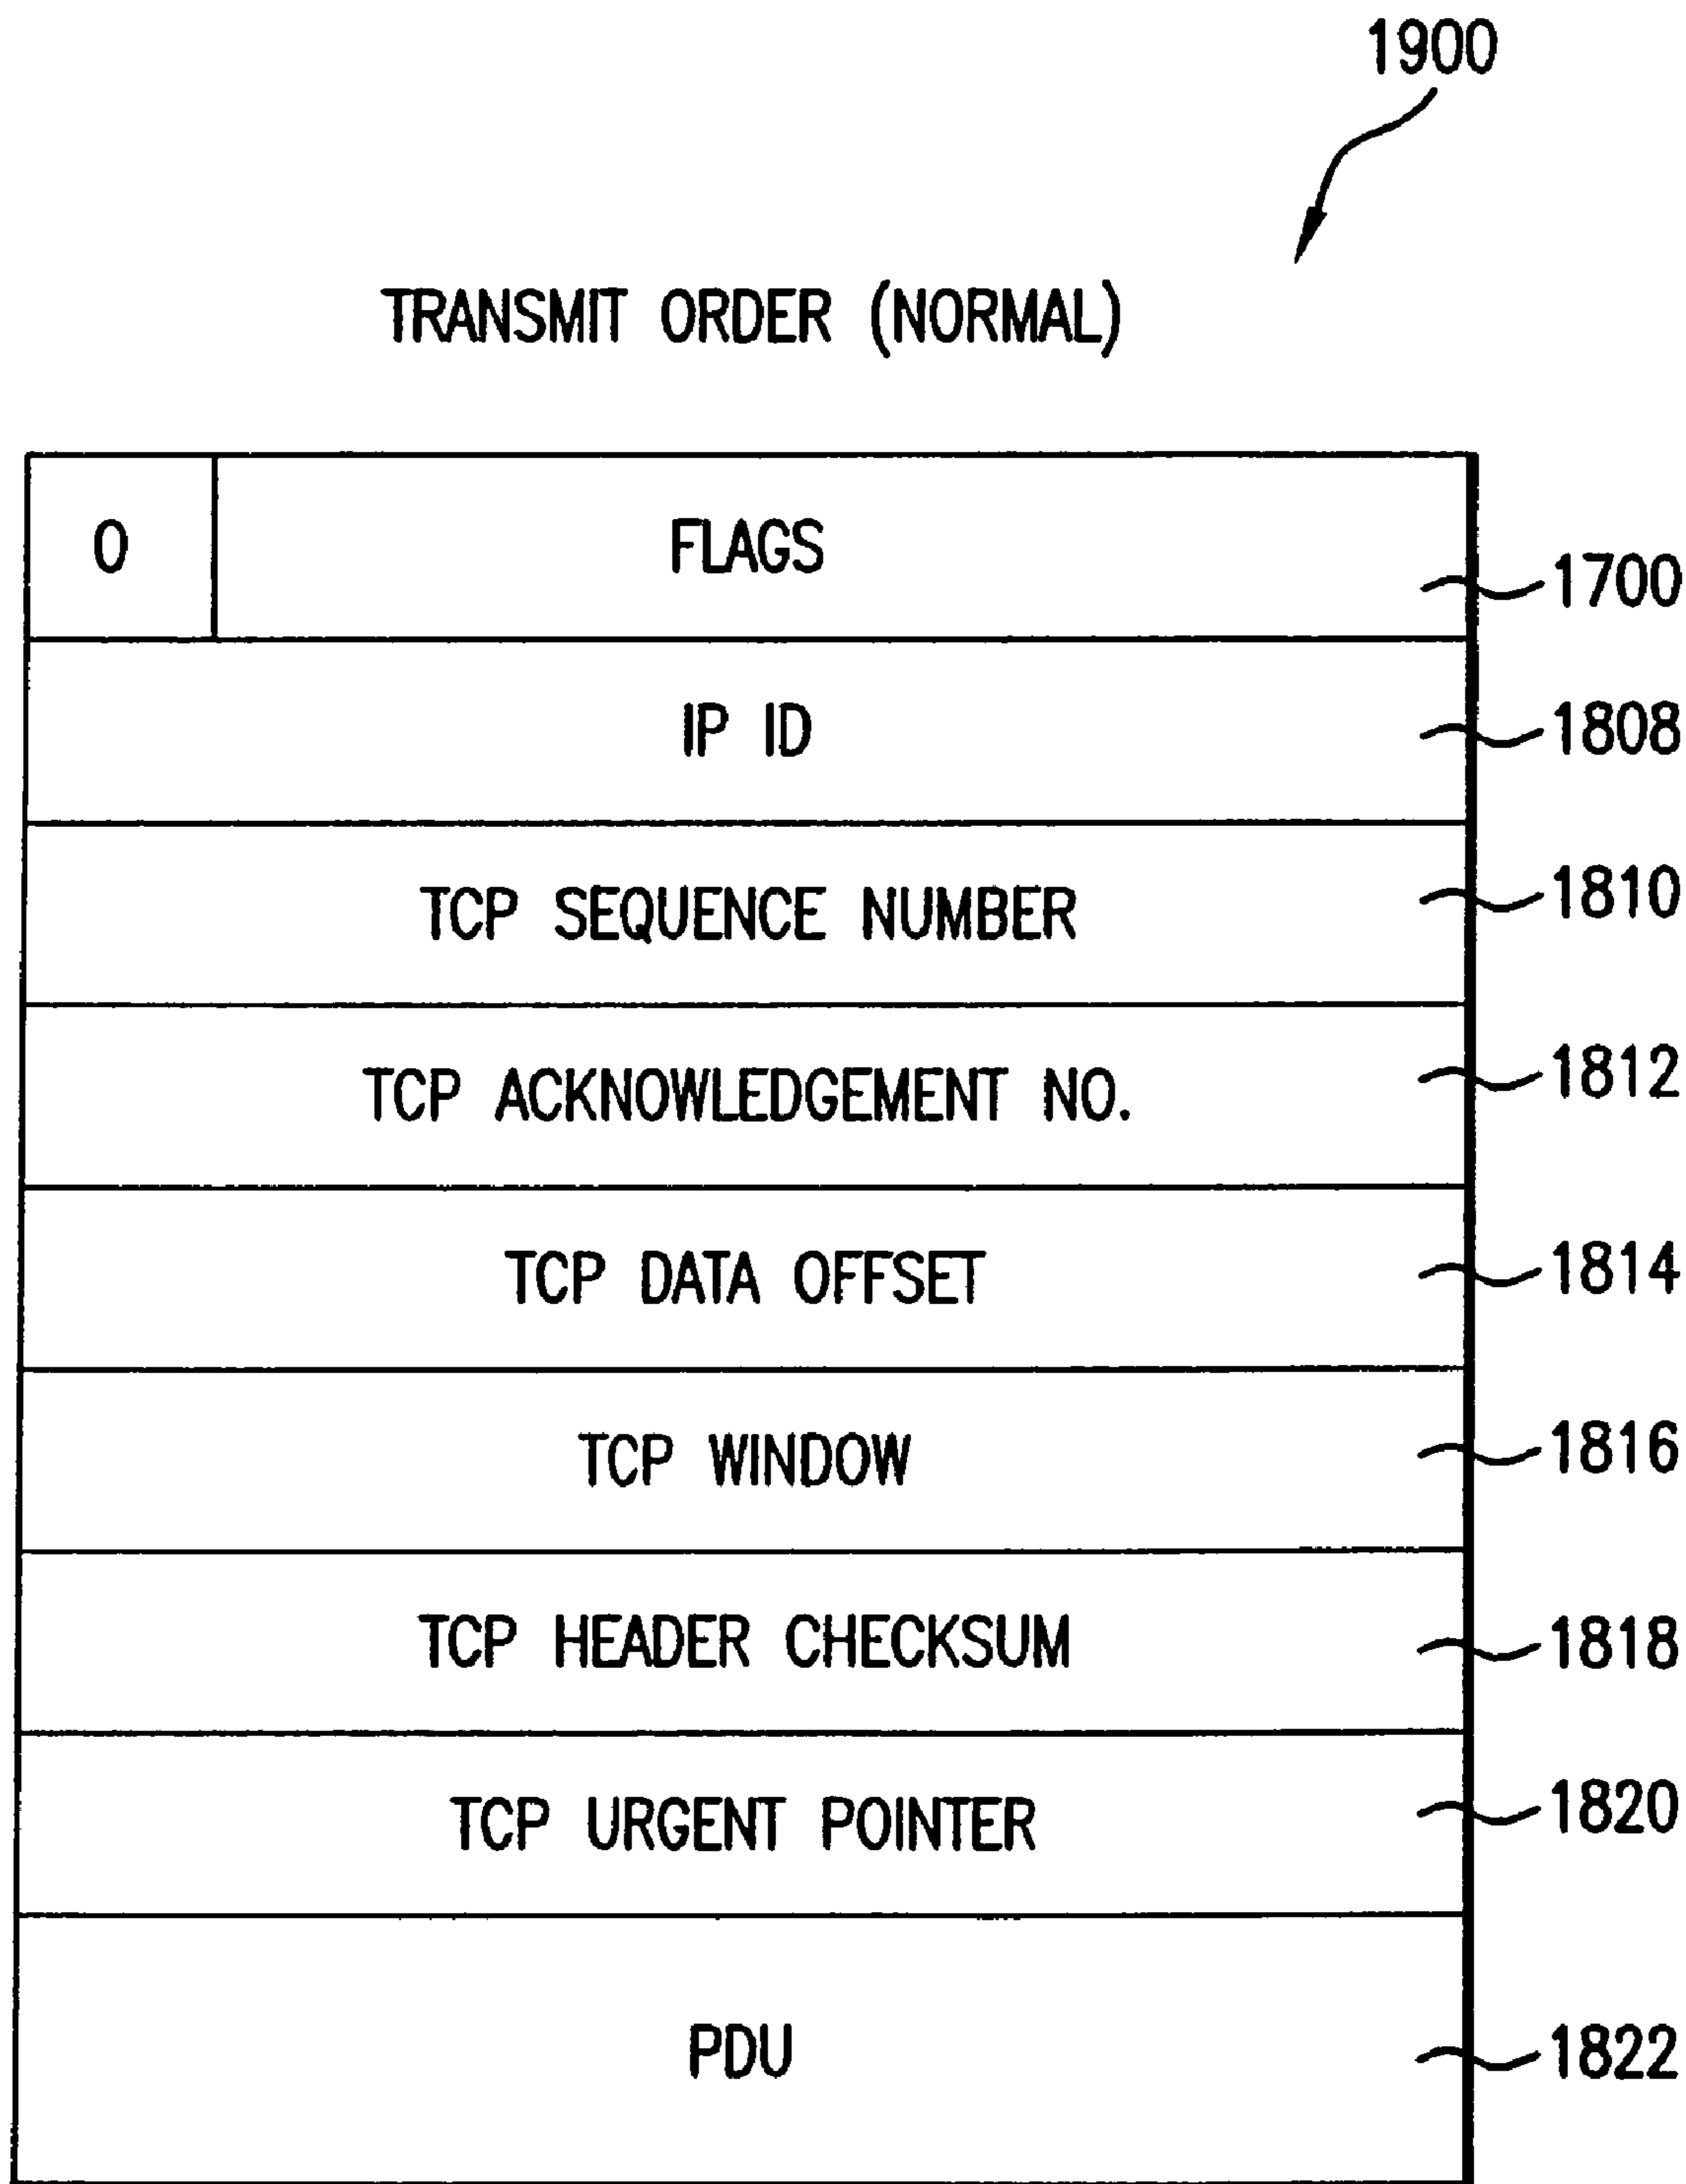 1900
TRANSMIT ORDER (NORMAL)
0 FLAGS 1700
IP ID 1808
TCP SEQUENCE NUMBER 1810
TCP ACKNOWLEDGEMENT NO. 1812
TCP DATA OFFSET 1814
TCP WINDOW 1816
TCP HEADER CHECKSUM 1818
TCP URGENT POINTER 1820
PDU 1822